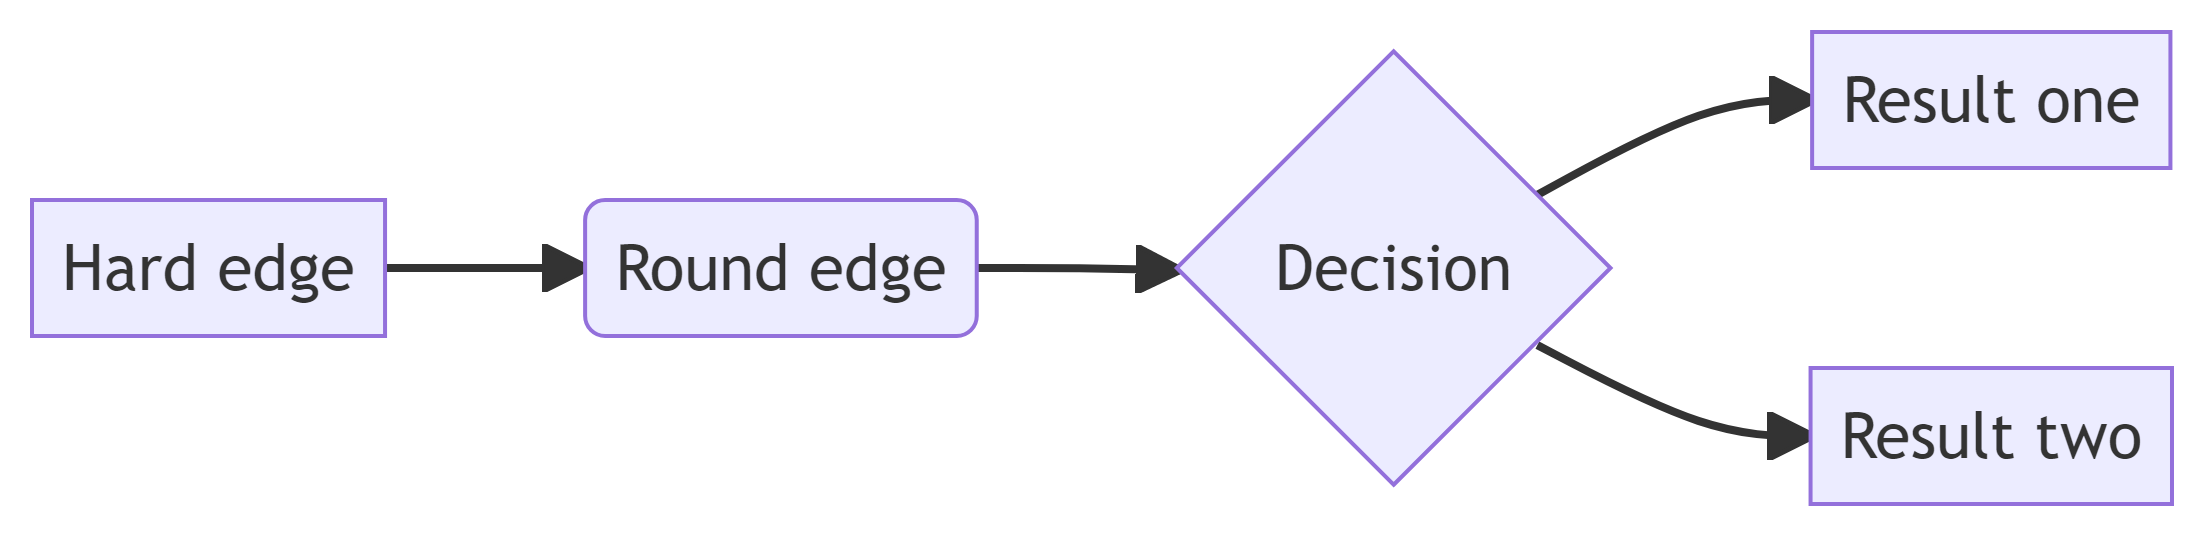 Hard edge
Round edge
Decision
Result one
Result two